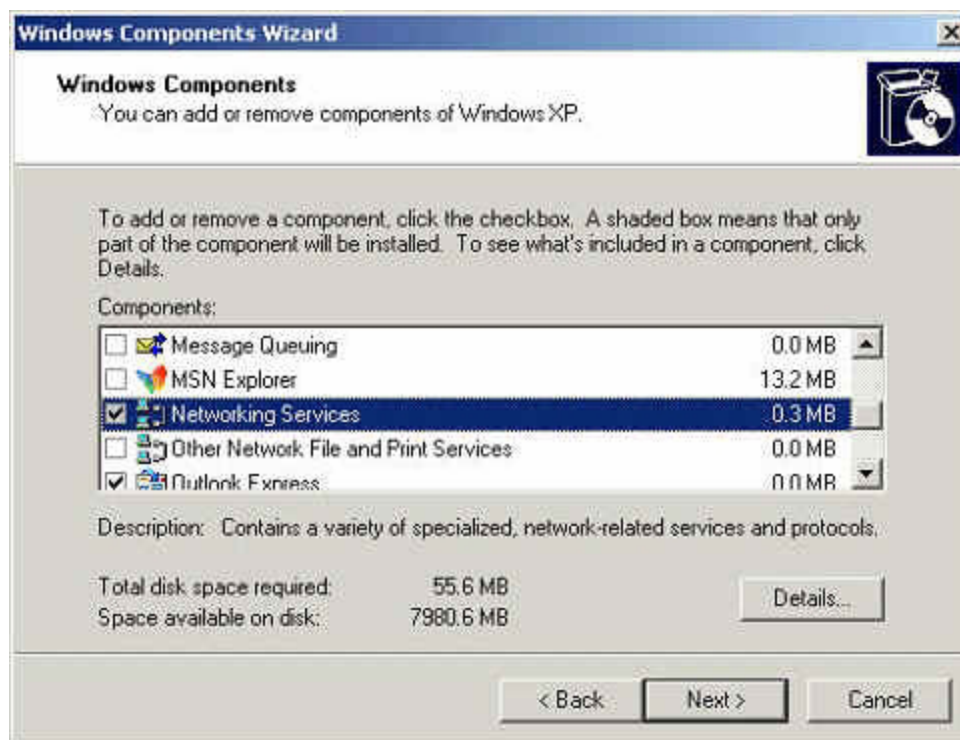 Windows Components Wizard
Windows Components
You can add or remove components of Windows XP.
To add or remove a component, click the checkbox. A shaded box means that only
part of the component will be installed. To see what's included in a component, click
Details.
Components:
Message Queuing 0.0 MB
MSN Explorer 13.2 MB
Networking Services 0.3 MB
Other Network File and Print Services 0.0 MB
Outlook Express 0.0 MB
Description: Contains a variety of specialized, network-related services and protocols.
Total disk space required: 55.6 MB
Space available on disk: 7980.6 MB
Details...
< Back Next > Cancel